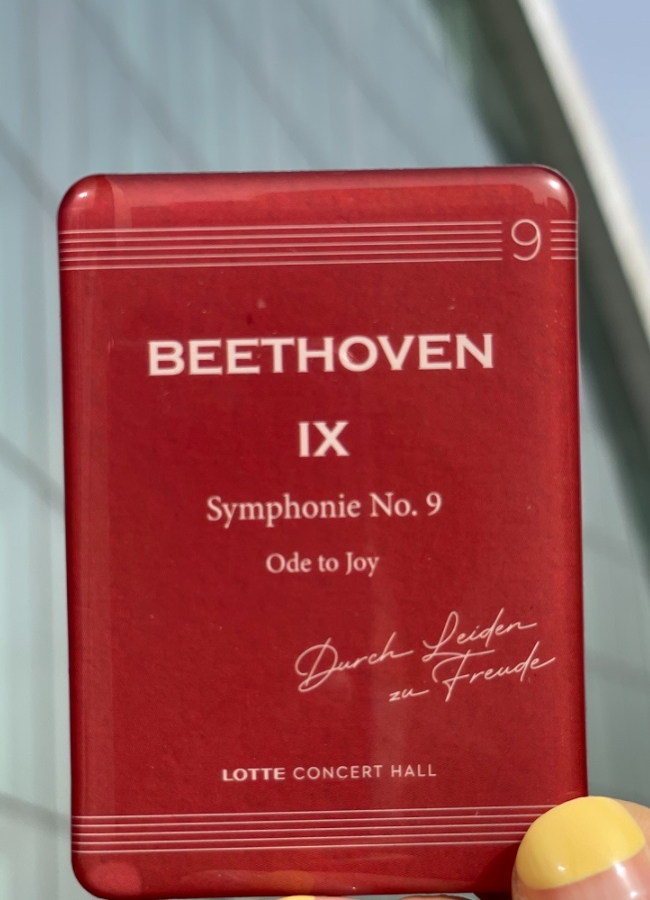 9
BEETHOVEN
IX
Symphonie No. 9
Ode to Joy
Durch Leiden
zu Freude
LOTTE CONCERT HALL